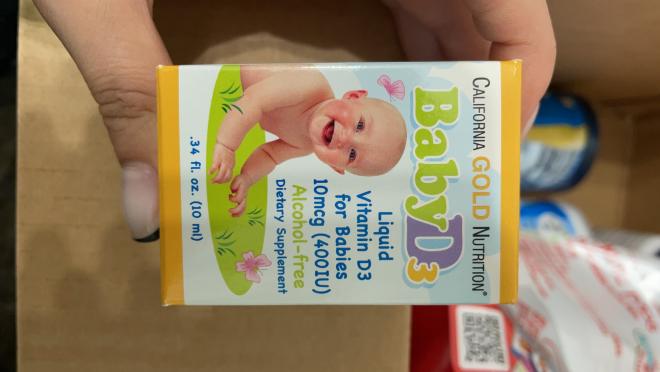 CALIFORNIA GOLD NUTRITION®
BabyD3
Liquid
Vitamin D3
for Babies
10mcg (400IU)
Alcohol-free
Dietary Supplement
.34 fl. oz. (10 ml)